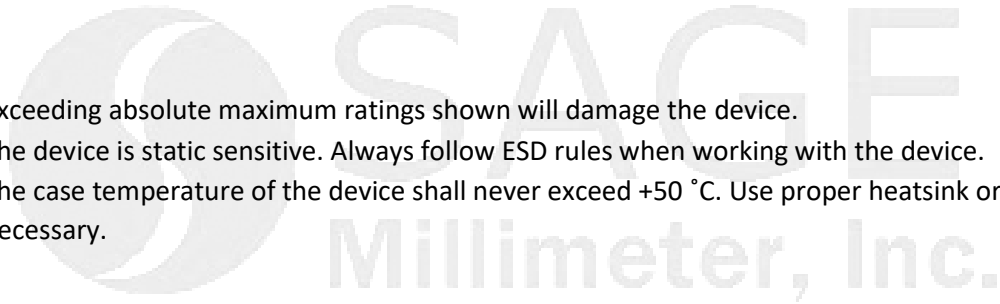 SAGE
xceeding absolute maximum ratings shown will damage the device.
he device is static sensitive. Always follow ESD rules when working with the device.
he case temperature of the device shall never exceed +50 ˚C. Use proper heatsink or
ecessary.
Millimeter, Inc.